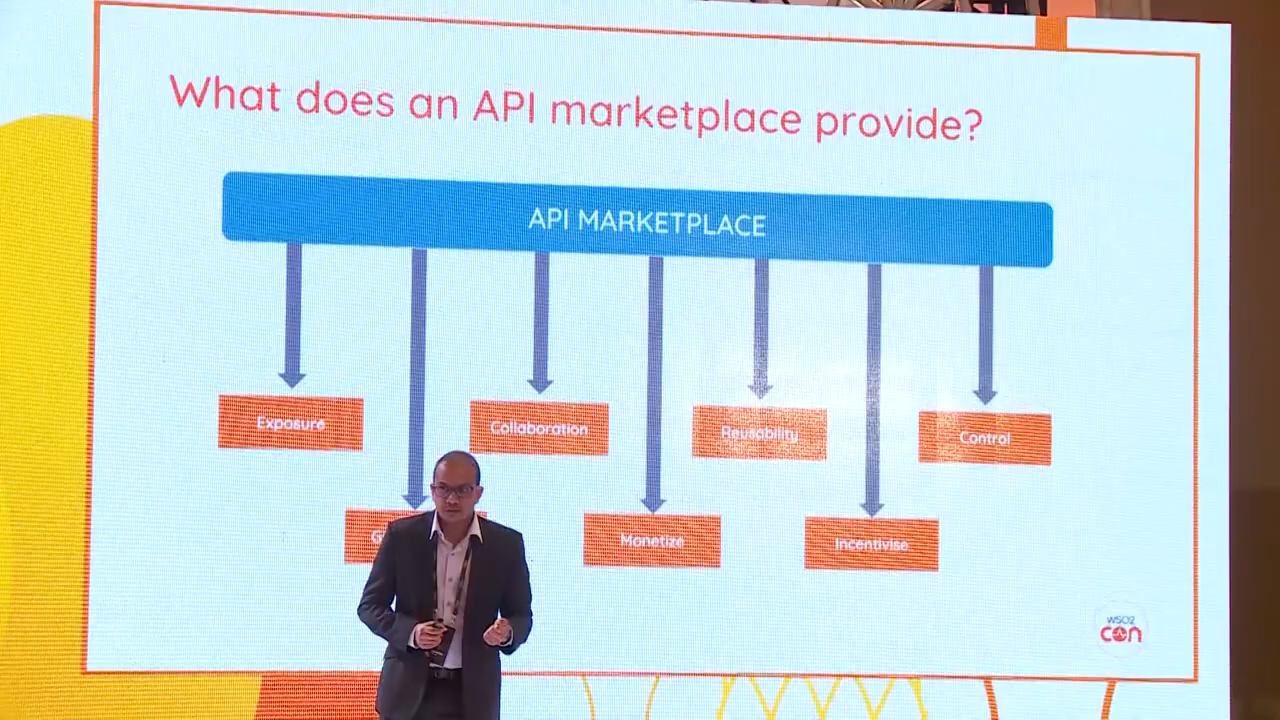 What does an API marketplace provide?
API MARKETPLACE
Exposure
Collaboration
Reusability
Control
Monetize
Incentivise
WSO2
con